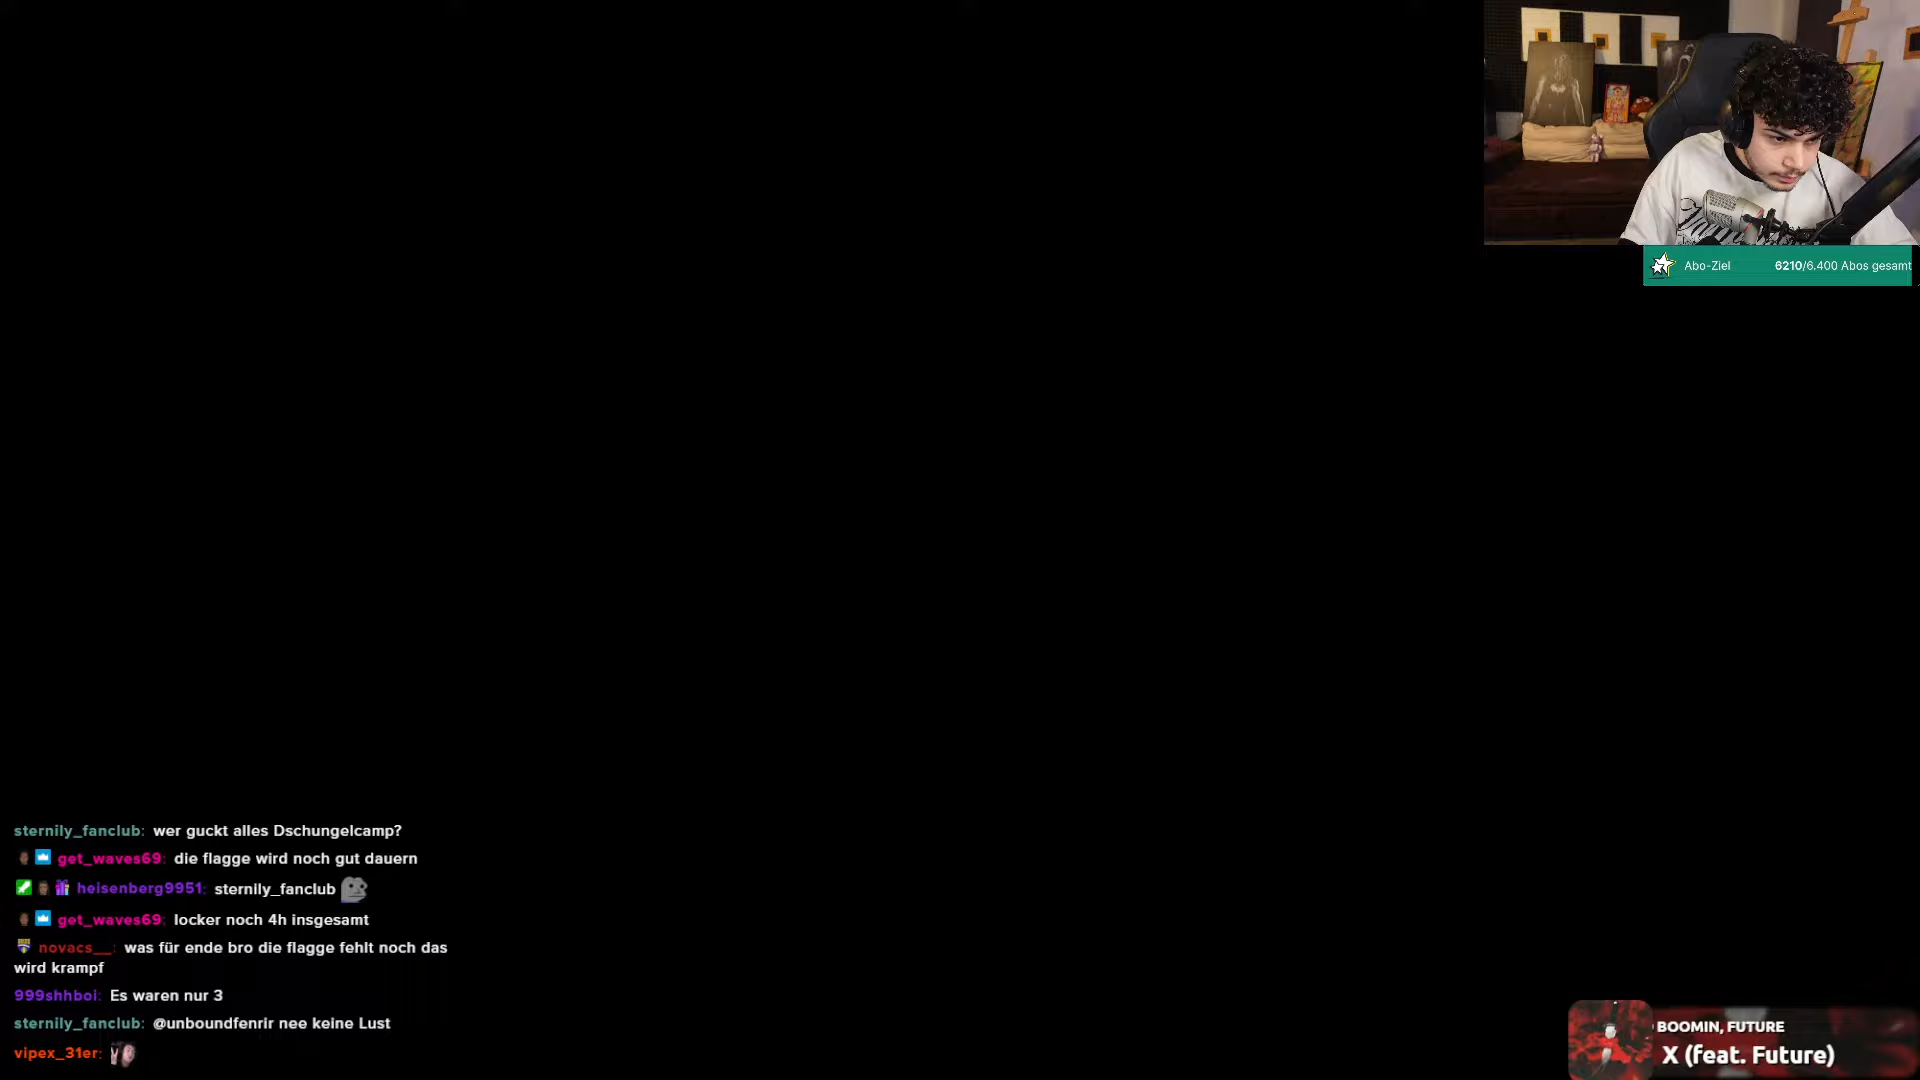 Abo-Ziel 6210/6.400 Abos gesamt
sternily_fanclub: wer guckt alles Dschungelcamp?
get_waves69: die flagge wird noch gut dauern
heisenberg9951: sternily_fanclub
get_waves69: locker noch 4h insgesamt
novacs__: was für ende bro die flagge fehlt noch das
wird krampf
999shhboi: Es waren nur 3
sternily_fanclub: @unboundfenrir nee keine Lust
vipex_31er:
BOOMIN, FUTURE
X (feat. Future)